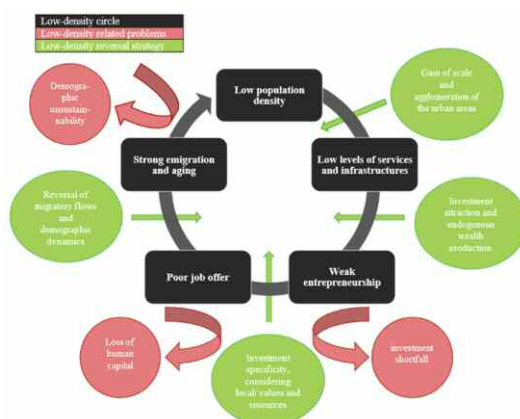 Low-density circle
Low-density related problems
Low-density reversal strategy
Demogra-
phic
unsustain-
nability
Low population
density
Gain of scale
and
agglomeration of
the urban areas
Strong emigration
and aging
Low levels of services
and infrastructures
Reversal of
migratory flows
and
demographic
dynamics
Investment
attraction and
endogenous
wealth
production
Poor job offer
Weak
entrepreneurship
Loss of
human
capital
Investment
specificity,
considering
local/ values and
resources
investment
shortfall